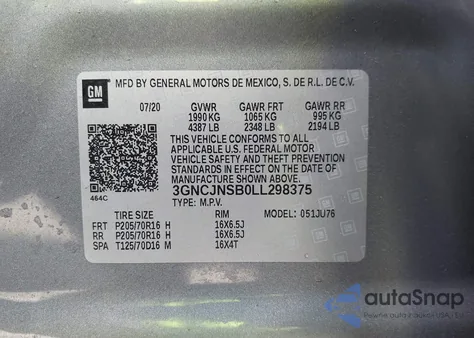 GM
MFD BY GENERAL MOTORS DE MEXICO, S. DE R.L. DE C.V.
07/20 GVWR GAWR FRT GAWR RR
1990 KG 1065 KG 995 KG
4387 LB 2348 LB 2194 LB
THIS VEHICLE CONFORMS TO ALL
APPLICABLE U.S. FEDERAL MOTOR
VEHICLE SAFETY AND THEFT PREVENTION
STANDARDS IN EFFECT ON THE DATE OF
MANUFACTURE SHOWN ABOVE.
3GNCJNSB0LL298375
TYPE: M.P.V.
464C
TIRE SIZE RIM MODEL: 051JU76
FRT P205/70R16 H 16X6.5J
RR P205/70R16 H 16X6.5J
SPA T125/70D16 M 16X4T
autoSnap